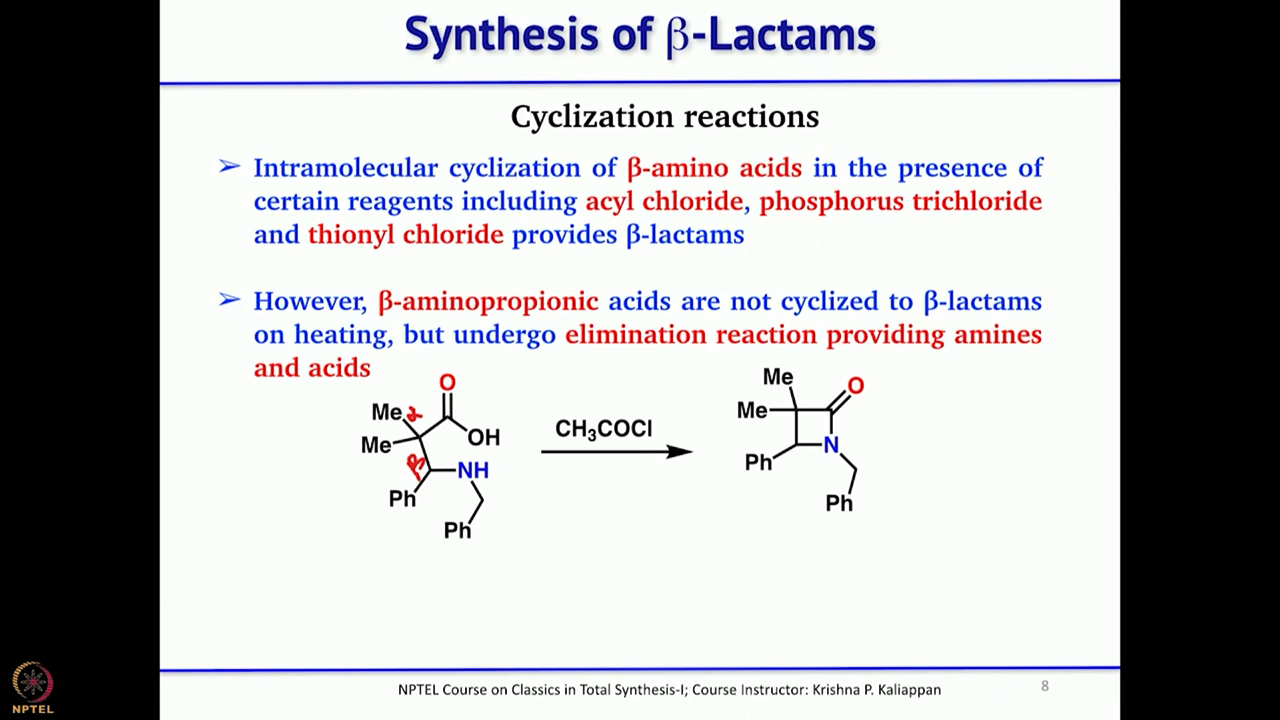 Synthesis of β-Lactams
Cyclization reactions
➢ Intramolecular cyclization of β-amino acids in the presence of
certain reagents including acyl chloride, phosphorus trichloride
and thionyl chloride provides β-lactams
➢ However, β-aminopropionic acids are not cyclized to β-lactams
on heating, but undergo elimination reaction providing amines
and acids
O
Me α
Me
OH
β
NH
Ph
Ph
CH₃COCl
Me
O
Me
N
Ph
Ph
NPTEL Course on Classics in Total Synthesis-I; Course Instructor: Krishna P. Kaliappan
8
NPTEL